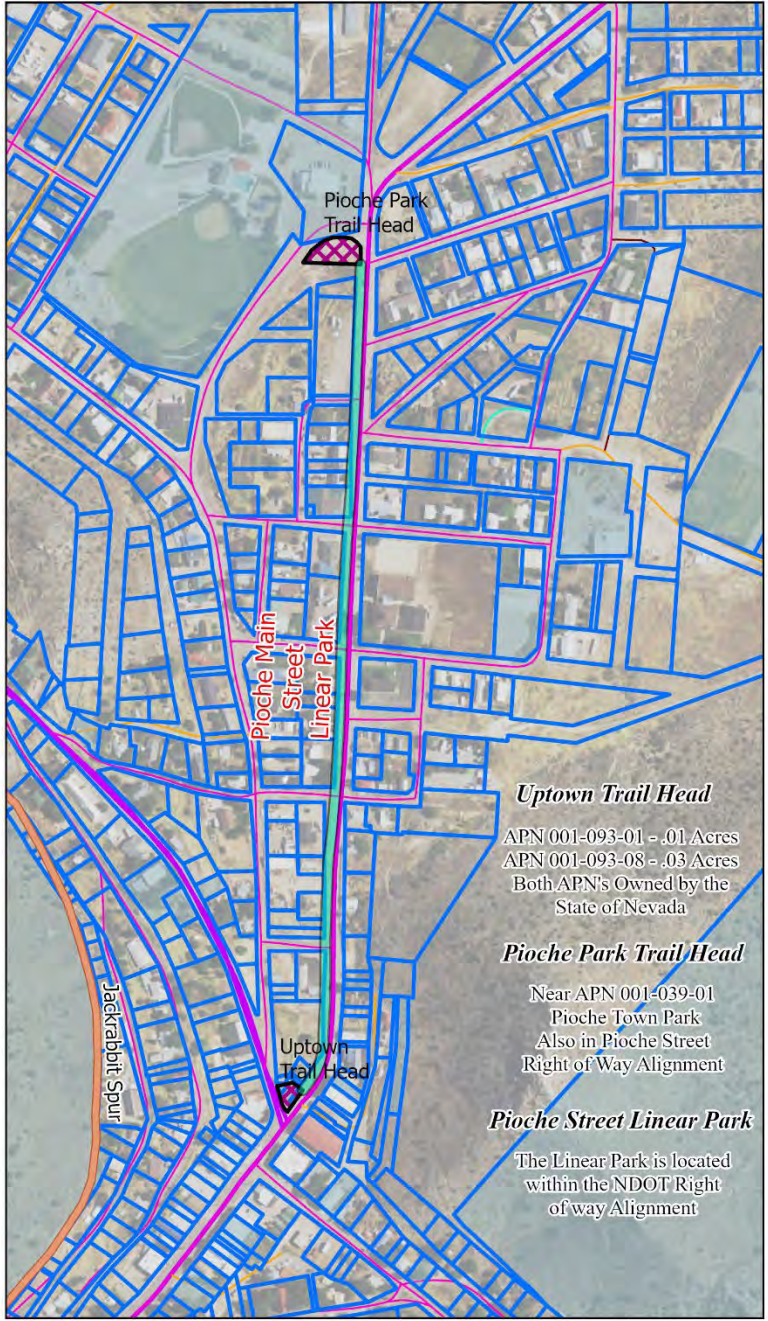 Pioche Park
Trail Head
Pioche Main
Street
Linear Park
Uptown Trail Head
APN 001-093-01 - .01 Acres
APN 001-093-08 - .03 Acres
Both APN's Owned by the
State of Nevada
Pioche Park Trail Head
Near APN 001-039-01
Pioche Town Park
Also in Pioche Street
Right of Way Alignment
Jackrabbit Spur
Uptown
Trail Head
Pioche Street Linear Park
The Linear Park is located
within the NDOT Right
of way Alignment